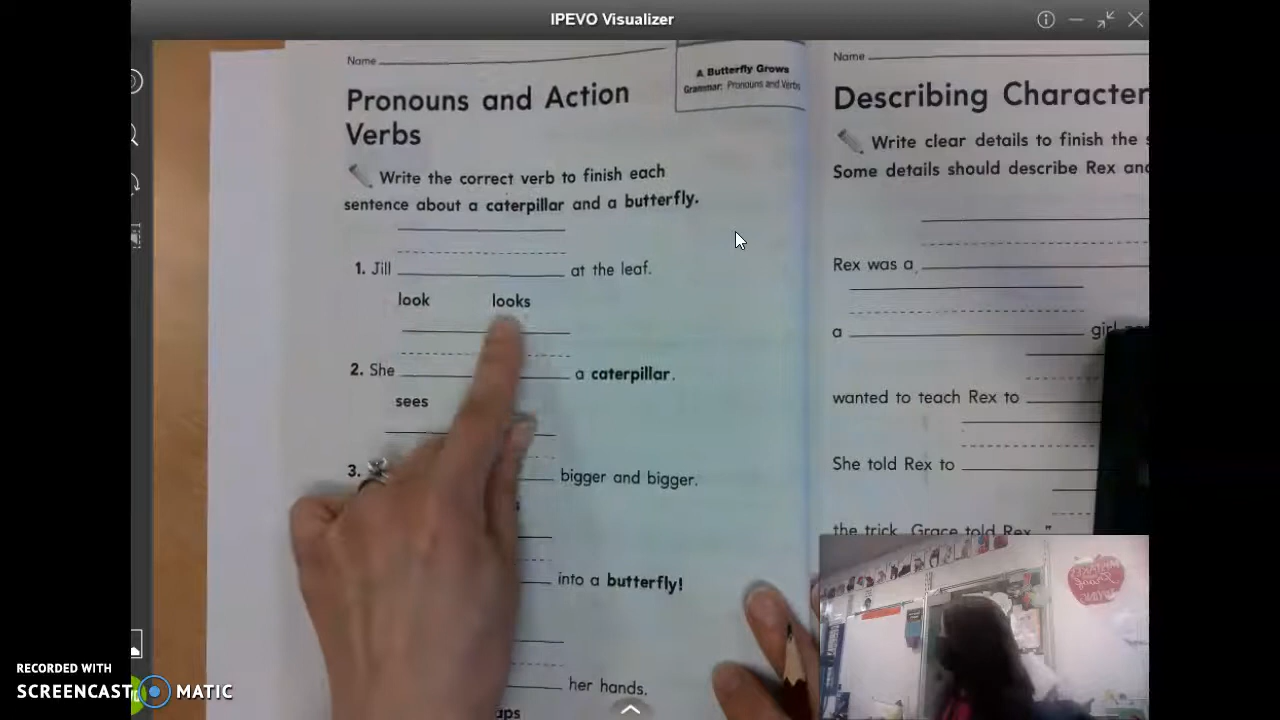 IPEVO Visualizer
Name
A Butterfly Grows
Grammar: Pronouns and Verbs
Pronouns and Action
Verbs
Write the correct verb to finish each
sentence about a caterpillar and a butterfly.
1. Jill at the leaf.
look looks
2. She a caterpillar.
sees
3. bigger and bigger.
into a butterfly!
her hands.
Name
Describing Character
Write clear details to finish the
Some details should describe Rex and
Rex was a
a girl
wanted to teach Rex to
She told Rex to
the trick. Grace told Rex, "
RECORDED WITH
SCREENCAST MATIC